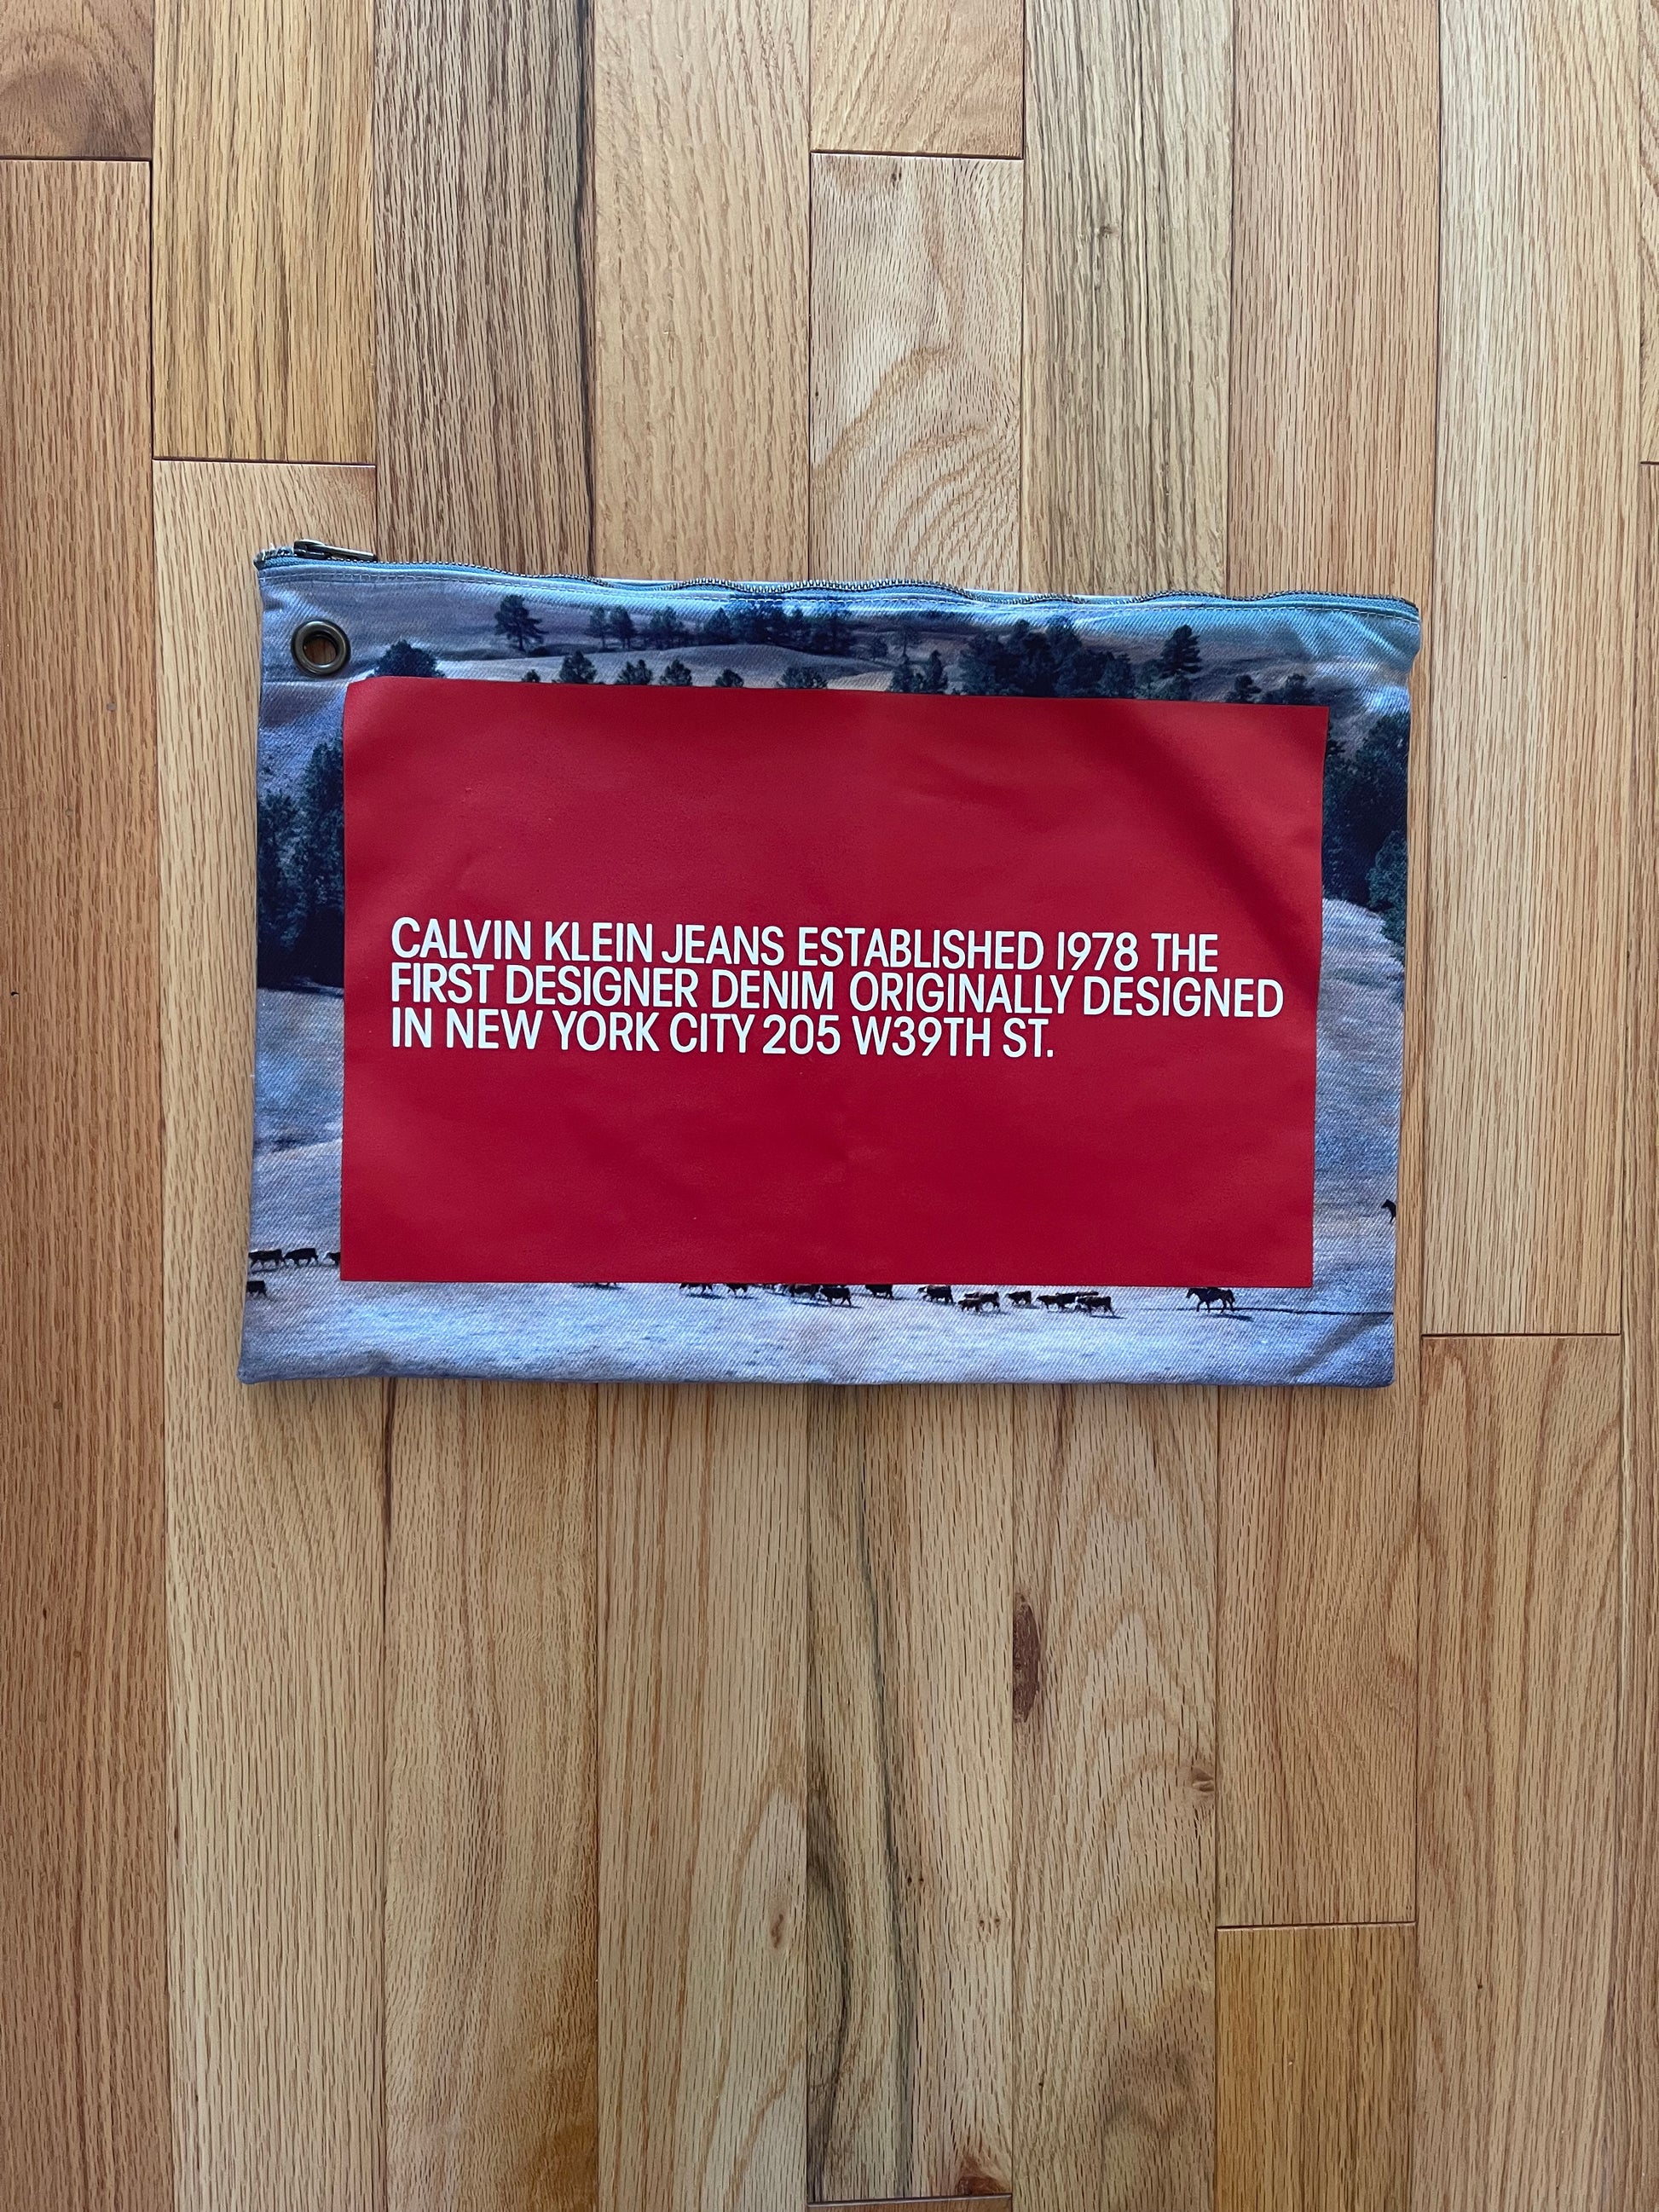 CALVIN KLEIN JEANS ESTABLISHED 1978 THE
FIRST DESIGNER DENIM ORIGINALLY DESIGNED
IN NEW YORK CITY 205 W39TH ST.